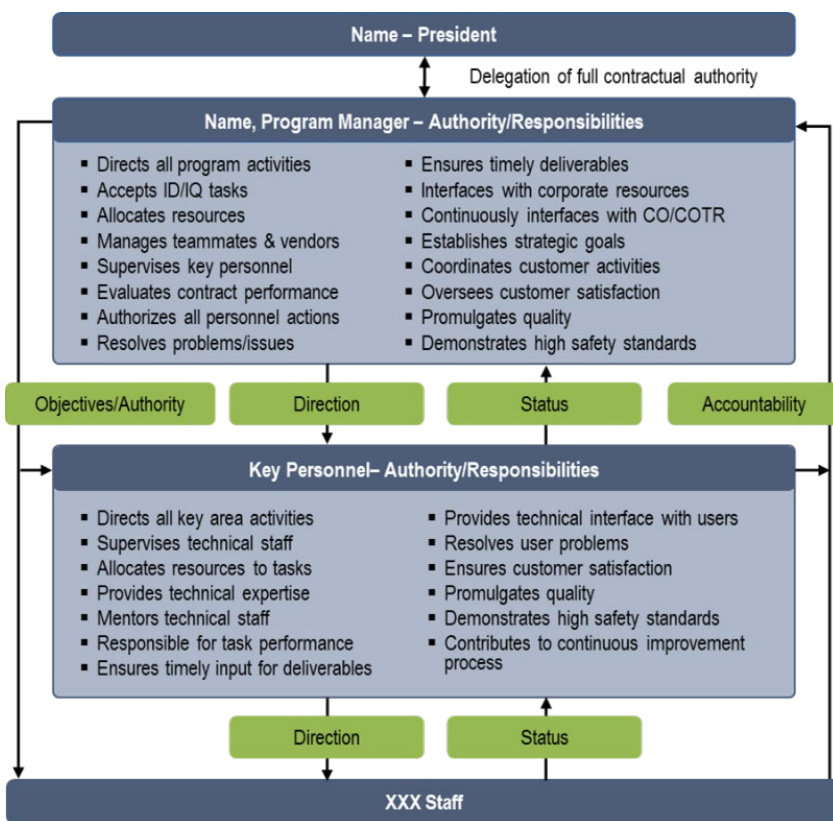 Name – President
Delegation of full contractual authority
Name, Program Manager – Authority/Responsibilities
▪ Directs all program activities
▪ Accepts ID/IQ tasks
▪ Allocates resources
▪ Manages teammates & vendors
▪ Supervises key personnel
▪ Evaluates contract performance
▪ Authorizes all personnel actions
▪ Resolves problems/issues
▪ Ensures timely deliverables
▪ Interfaces with corporate resources
▪ Continuously interfaces with CO/COTR
▪ Establishes strategic goals
▪ Coordinates customer activities
▪ Oversees customer satisfaction
▪ Promulgates quality
▪ Demonstrates high safety standards
Objectives/Authority
Direction
Status
Accountability
Key Personnel– Authority/Responsibilities
▪ Directs all key area activities
▪ Supervises technical staff
▪ Allocates resources to tasks
▪ Provides technical expertise
▪ Mentors technical staff
▪ Responsible for task performance
▪ Ensures timely input for deliverables
▪ Provides technical interface with users
▪ Resolves user problems
▪ Ensures customer satisfaction
▪ Promulgates quality
▪ Demonstrates high safety standards
▪ Contributes to continuous improvement
process
Direction
Status
XXX Staff